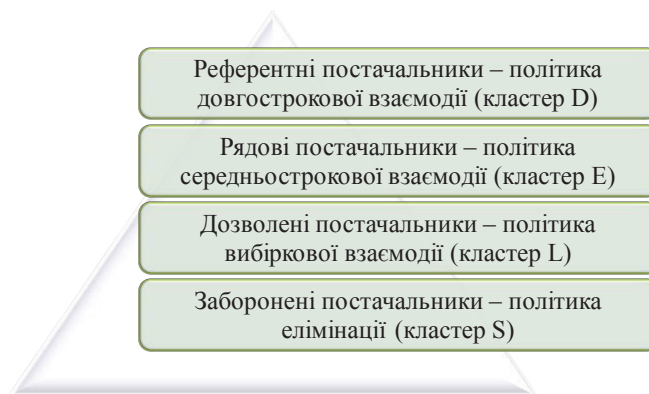 Референтні постачальники – політика
довгострокової взаємодії (кластер D)
Рядові постачальники – політика
середньострокової взаємодії (кластер E)
Дозволені постачальники – політика
вибіркової взаємодії (кластер L)
Заборонені постачальники – політика
елімінації (кластер S)